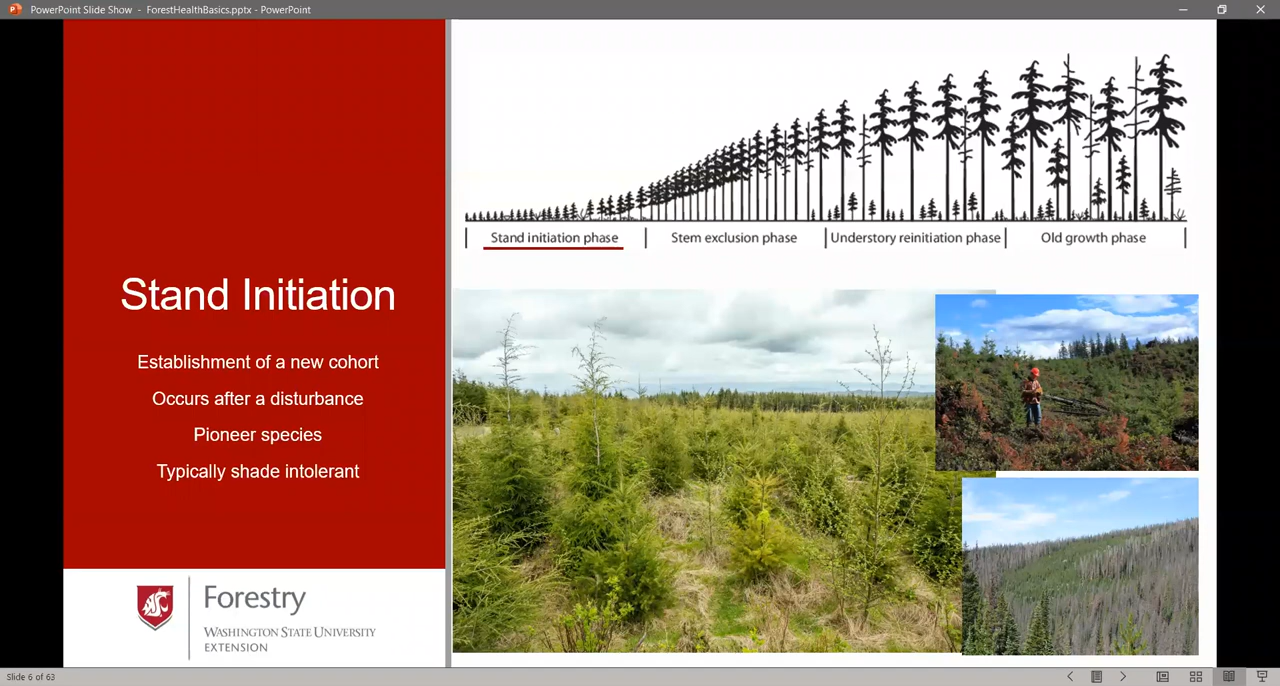 PowerPoint Slide Show - ForestHealthBasics.pptx - PowerPoint
Stand initiation phase
Stem exclusion phase
Understory reinitiation phase
Old growth phase
Stand Initiation
Establishment of a new cohort
Occurs after a disturbance
Pioneer species
Typically shade intolerant
Forestry
WASHINGTON STATE UNIVERSITY
EXTENSION
Slide 6 of 63